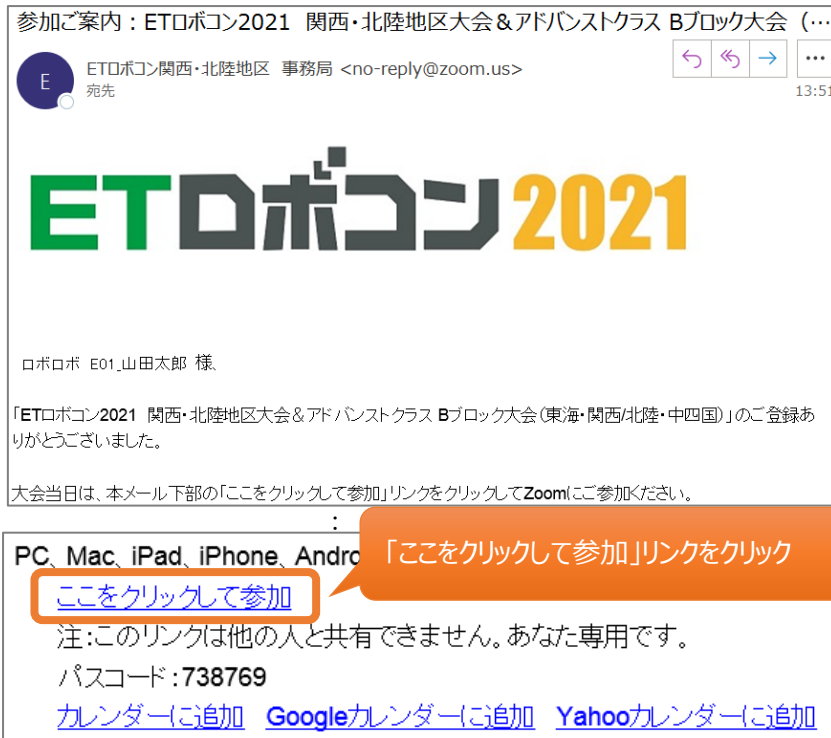 参加ご案内：ETロボコン2021 関西・北陸地区大会＆アドバンストクラス Bブロック大会（…
E
ETロボコン関西・北陸地区 事務局 <no-reply@zoom.us>
宛先
13:51
ETロボコン2021
ロボロボ E01_山田太郎 様、
「ETロボコン2021 関西・北陸地区大会＆アドバンストクラス Bブロック大会（東海・関西/北陸・中四国）」のご登録あ
りがとうございました。
大会当日は、本メール下部の「ここをクリックして参加」リンクをクリックしてZoomにご参加ください。
：
PC、Mac、iPad、iPhone、Andro
「ここをクリックして参加」リンクをクリック
ここをクリックして参加
注：このリンクは他の人と共有できません。あなた専用です。
パスコード：738769
カレンダーに追加 Googleカレンダーに追加 Yahooカレンダーに追加